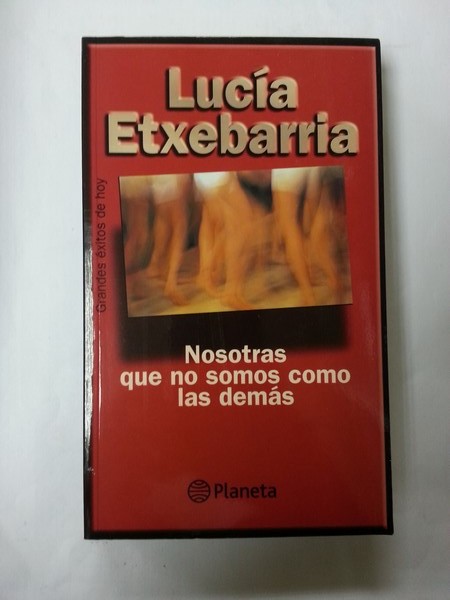 Lucía
Etxebarria
Grandes éxitos de hoy
Nosotras
que no somos como
las demás
Planeta